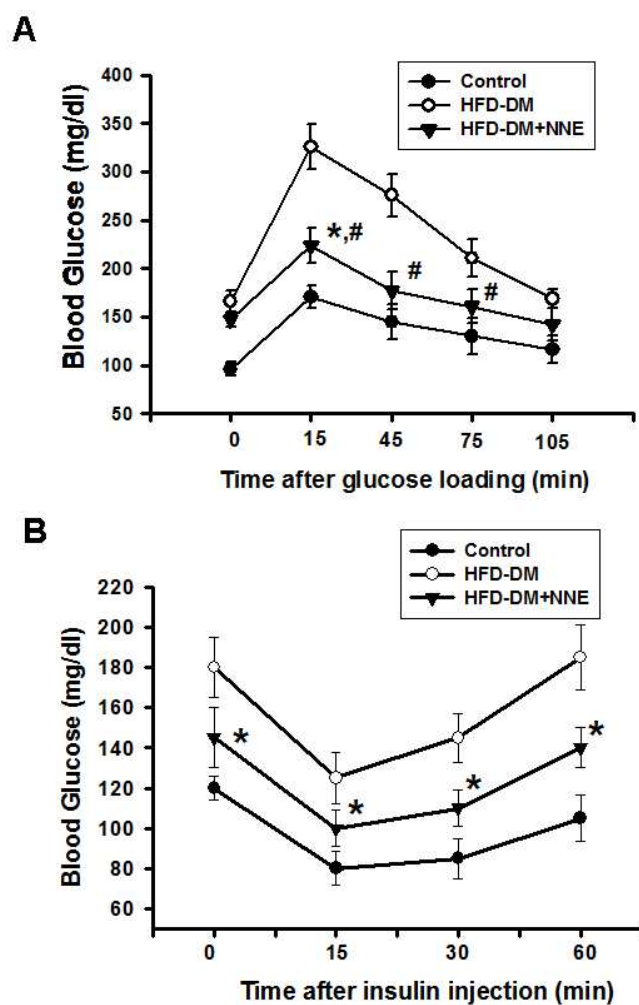 A
Control
HFD-DM
HFD-DM+NNE
Blood Glucose (mg/dl)
400
350
300
250
200
150
100
50
*,#
#
#
0 15 45 75 105
Time after glucose loading (min)
B
Control
HFD-DM
HFD-DM+NNE
Blood Glucose (mg/dl)
220
200
180
160
140
120
100
80
60
*
*
*
*
0 15 30 60
Time after insulin injection (min)